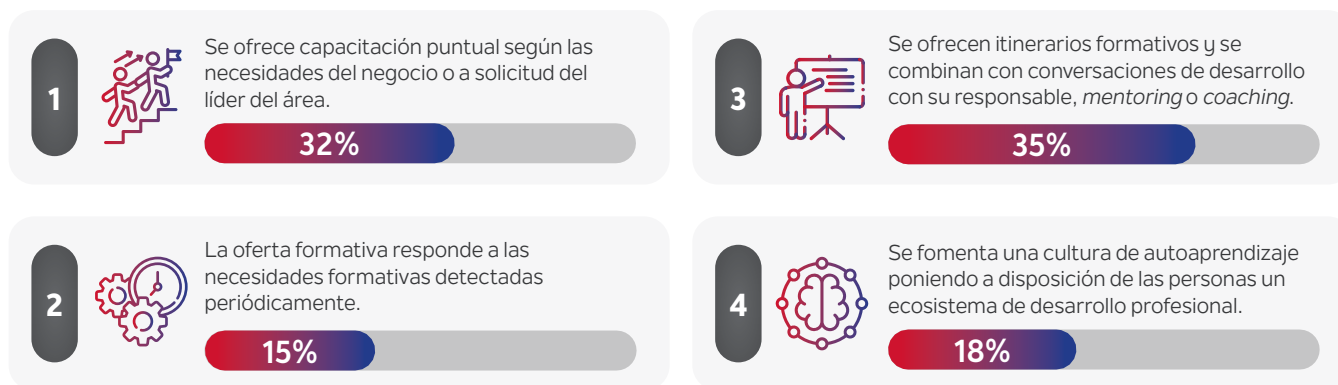 1
Se ofrece capacitación puntual según las
necesidades del negocio o a solicitud del
líder del área.
32%
2
La oferta formativa responde a las
necesidades formativas detectadas
periódicamente.
15%
3
Se ofrecen itinerarios formativos y se
combinan con conversaciones de desarrollo
con su responsable, mentoring o coaching.
35%
4
Se fomenta una cultura de autoaprendizaje
poniendo a disposición de las personas un
ecosistema de desarrollo profesional.
18%